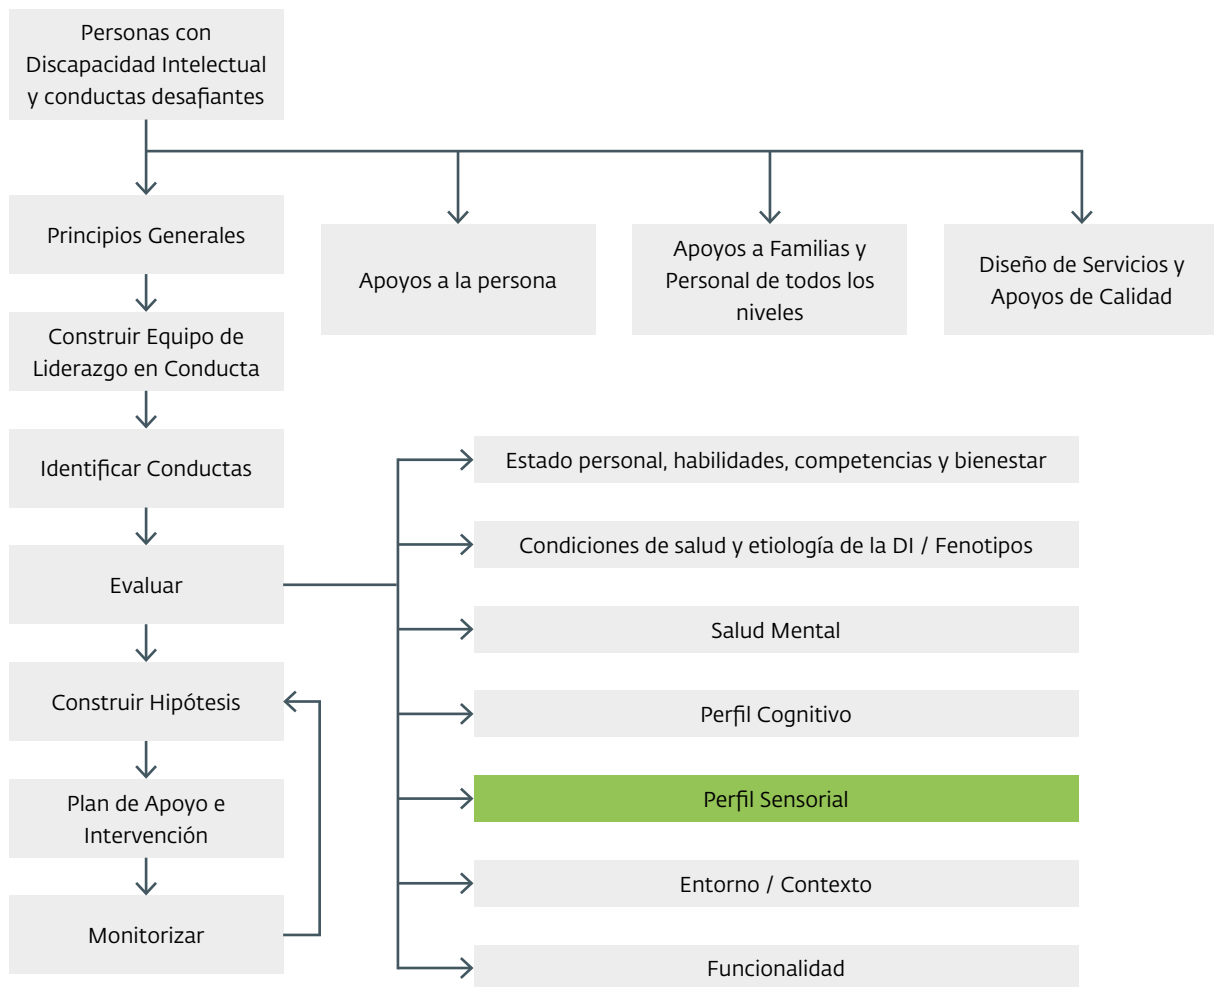 Personas con
Discapacidad Intelectual
y conductas desafiantes
Principios Generales
Apoyos a la persona
Apoyos a Familias y
Personal de todos los
niveles
Diseño de Servicios y
Apoyos de Calidad
Construir Equipo de
Liderazgo en Conducta
Identificar Conductas
Evaluar
Construir Hipótesis
Plan de Apoyo e
Intervención
Monitorizar
Estado personal, habilidades, competencias y bienestar
Condiciones de salud y etiología de la DI / Fenotipos
Salud Mental
Perfil Cognitivo
Perfil Sensorial
Entorno / Contexto
Funcionalidad